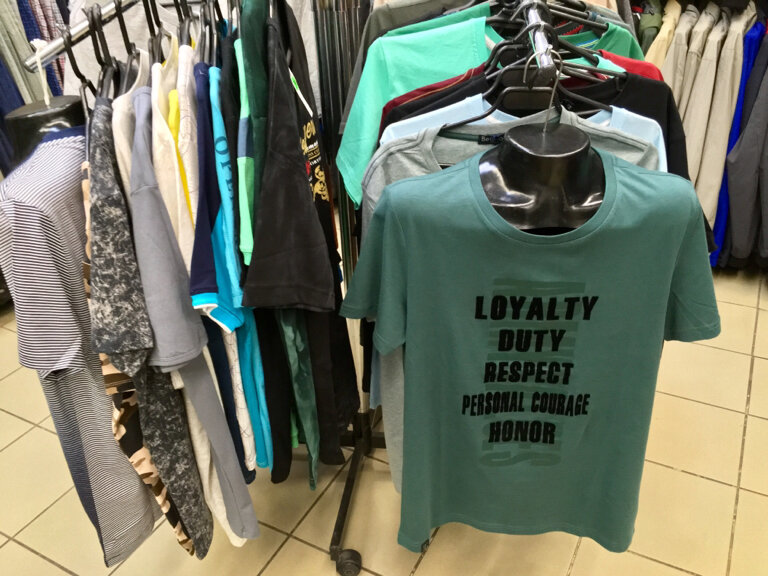 LOYALTY
DUTY
RESPECT
PERSONAL COURAGE
HONOR